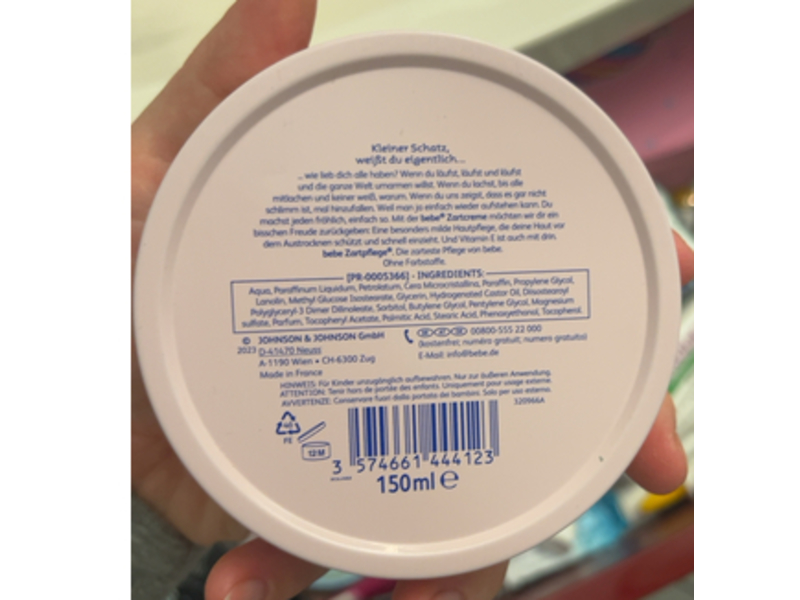 Kleiner Schatz,
weißt du eigentlich...
... wie lieb dich alle haben? Wenn du läufst, läufst und läufst
und die ganze Welt umarmen willst. Wenn du lachst, bis alle
mitlachen und keiner weiß, warum. Wenn du uns zeigst, dass es gar nicht
schlimm ist, mal hinzufallen. Weil man ja einfach wieder aufstehen kann. Du
machst jeden fröhlich, einfach so. Mit der bebe® Zartcreme möchten wir dir ein
bisschen Freude zurückgeben: Eine besonders milde Hautpflege, die deine Haut vor
dem Austrocknen schützt und schnell einzieht. Und Vitamin E ist auch mit drin.
bebe Zartpflege®. Die zarteste Pflege von bebe.
Ohne Farbstoffe.
[PR-0005366] - INGREDIENTS:
Aqua, Paraffinum Liquidum, Petrolatum, Cera Microcristallina, Paraffin, Propylene Glycol,
Lanolin, Methyl Glucose Isostearate, Glycerin, Hydrogenated Castor Oil, Diisostearoyl
Polyglyceryl-3 Dimer Dilinoleate, Sorbitol, Butylene Glycol, Pentylene Glycol, Magnesium
sulfate, Parfum, Tocopheryl Acetate, Palmitic Acid, Stearic Acid, Phenoxyethanol, Tocopherol.
© JOHNSON & JOHNSON GmbH
2023 D-41470 Neuss
A-1190 Wien • CH-6300 Zug
Made in France
00800-555 22 000
(kostenfrei; numéro gratuit; numero gratuito)
E-Mail: info@bebe.de
HINWEIS: Für Kinder unzugänglich aufbewahren. Nur zur äußeren Anwendung.
ATTENTION: Tenir hors de portée des enfants. Uniquement pour usage externe.
AVVERTENZE: Conservare fuori dalla portata dei bambini. Solo per uso esterno.
320966A
PE
12 M
3 574661 444123
150ml e